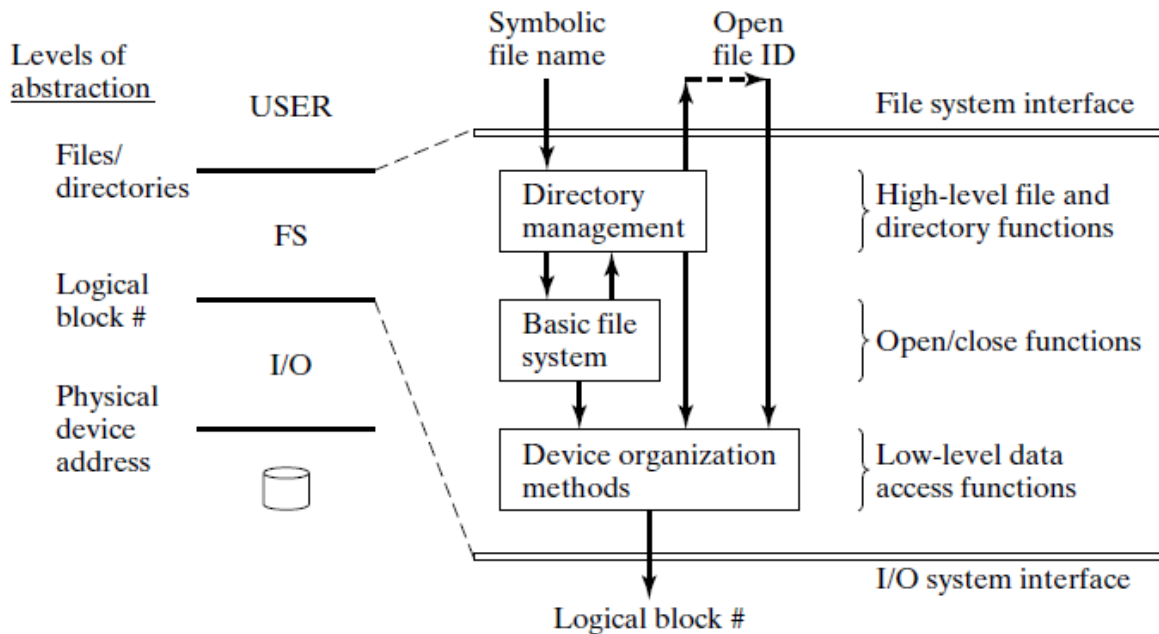 Levels of
abstraction
USER
Files/
directories
FS
Logical
block #
I/O
Physical
device
address
Symbolic
file name
Open
file ID
File system interface
Directory
management
High-level file and
directory functions
Basic file
system
Open/close functions
Device organization
methods
Low-level data
access functions
I/O system interface
Logical block #